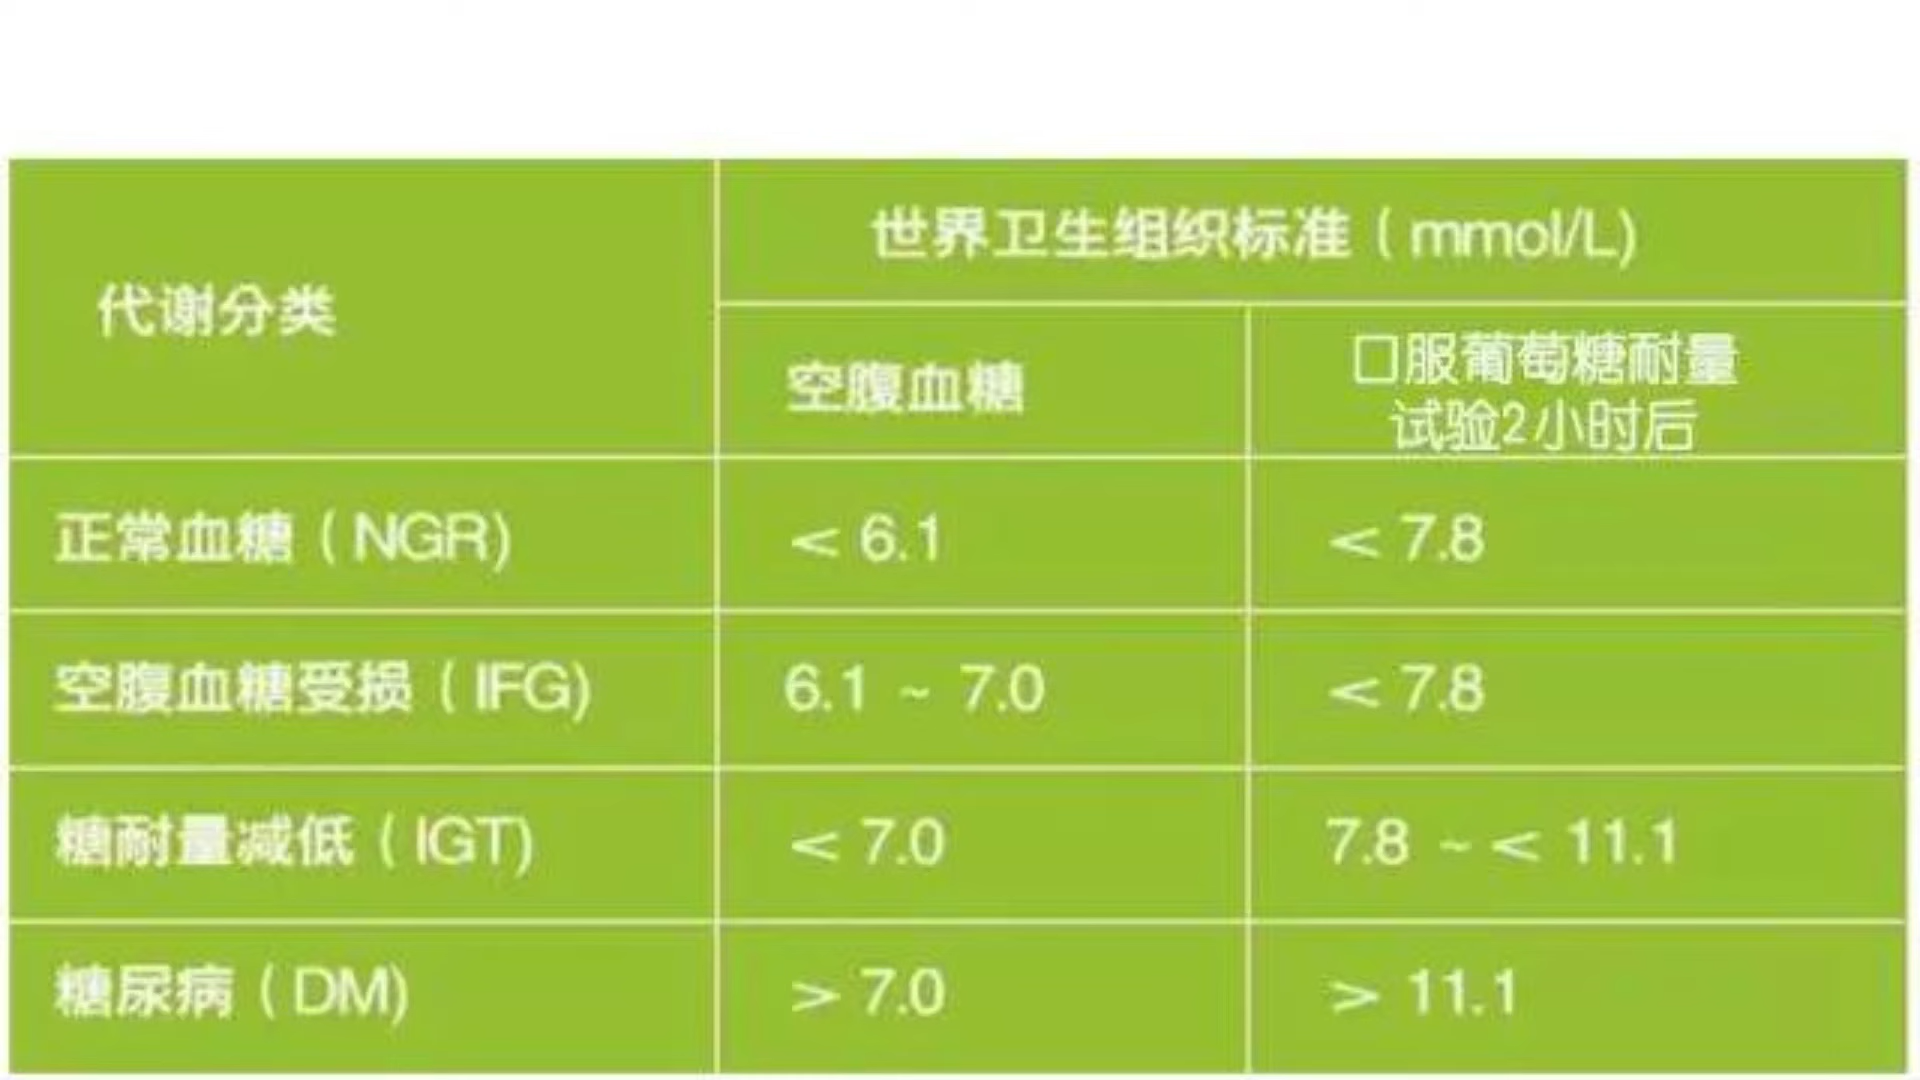 代谢分类
世界卫生组织标准（mmol/L)
空腹血糖
口服葡萄糖耐量
试验2小时后
正常血糖（NGR)
< 6.1
< 7.8
空腹血糖受损（IFG)
6.1 ~ 7.0
< 7.8
糖耐量减低（IGT)
< 7.0
7.8 ~ < 11.1
糖尿病（DM)
> 7.0
> 11.1